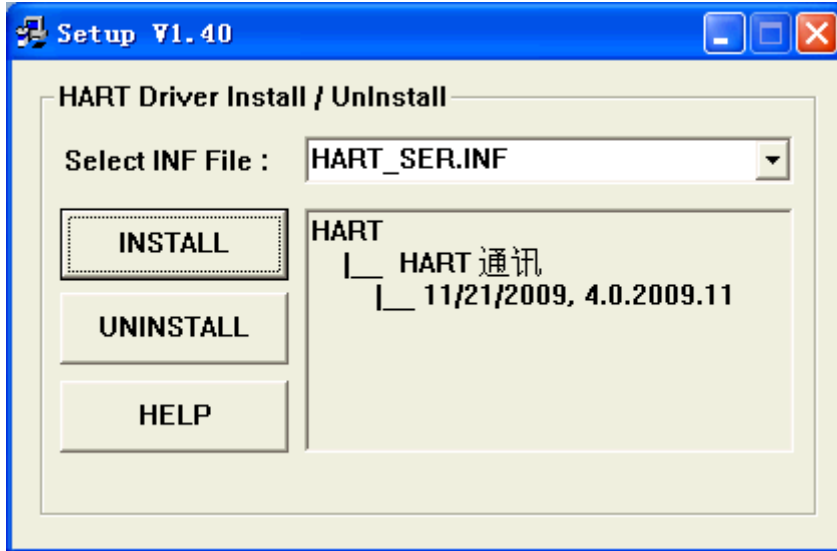 Setup V1.40
HART Driver Install / UnInstall
Select INF File :
HART_SER.INF
INSTALL
UNINSTALL
HELP
HART
|__ HART 通讯
|__ 11/21/2009, 4.0.2009.11